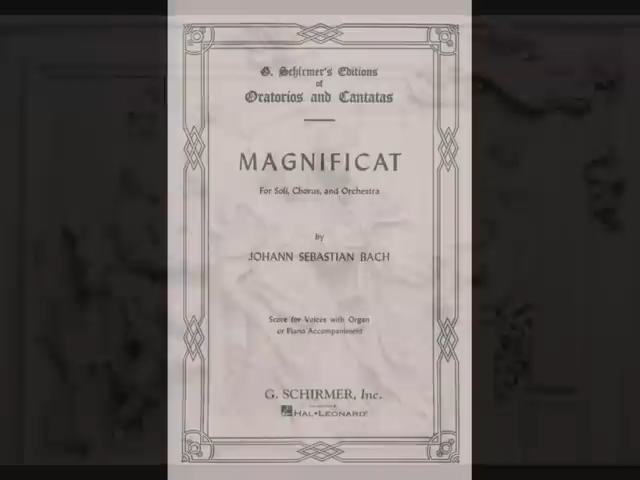 G. Schirmer's Editions
of
Oratorios and Cantatas
MAGNIFICAT
For Soli, Chorus, and Orchestra
by
JOHANN SEBASTIAN BACH
Score for Voices with Organ
or Piano Accompaniment
G. SCHIRMER, Inc.
HAL•LEONARD®